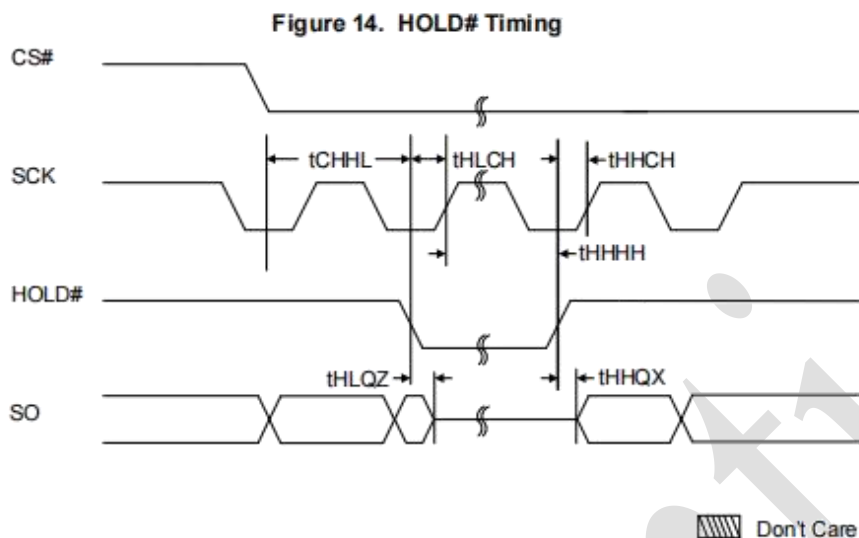 Figure 14. HOLD# Timing
CS#
tCHHL
tHLCH
tHHCH
SCK
tHHHH
HOLD#
tHLQZ
tHHQX
SO
Don't Care